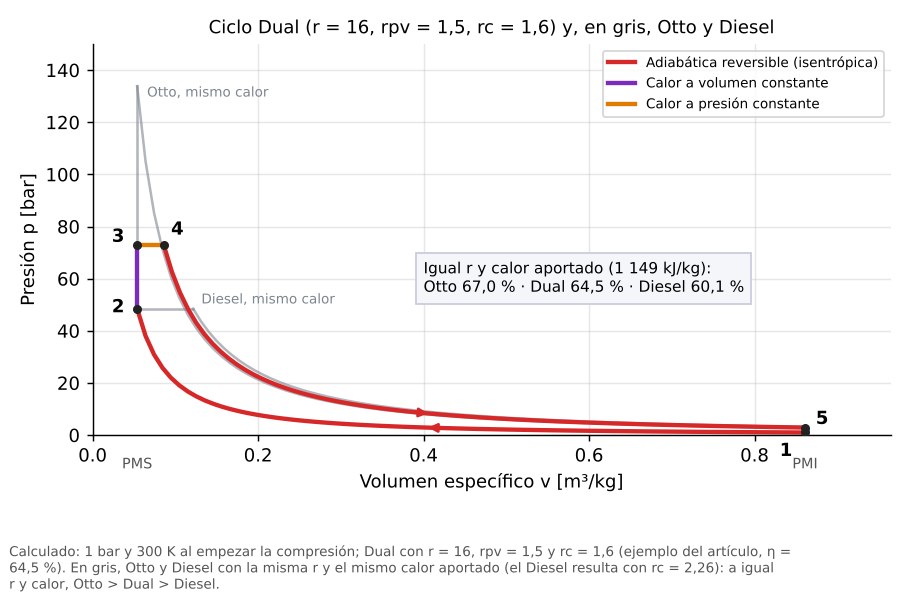 Ciclo Dual (r = 16, rpv = 1,5, rc = 1,6) y, en gris, Otto y Diesel
Adiabática reversible (isentrópica)
Calor a volumen constante
Calor a presión constante
Presión p [bar]
140
120
100
80
60
40
20
0
Otto, mismo calor
3
4
2
Diesel, mismo calor
Igual r y calor aportado (1 149 kJ/kg):
Otto 67,0 % · Dual 64,5 % · Diesel 60,1 %
5
1
0.0
0.2
0.4
0.6
0.8
PMS
PMI
Volumen específico v [m³/kg]
Calculado: 1 bar y 300 K al empezar la compresión; Dual con r = 16, rpv = 1,5 y rc = 1,6 (ejemplo del artículo, η =
64,5 %). En gris, Otto y Diesel con la misma r y el mismo calor aportado (el Diesel resulta con rc = 2,26): a igual
r y calor, Otto > Dual > Diesel.